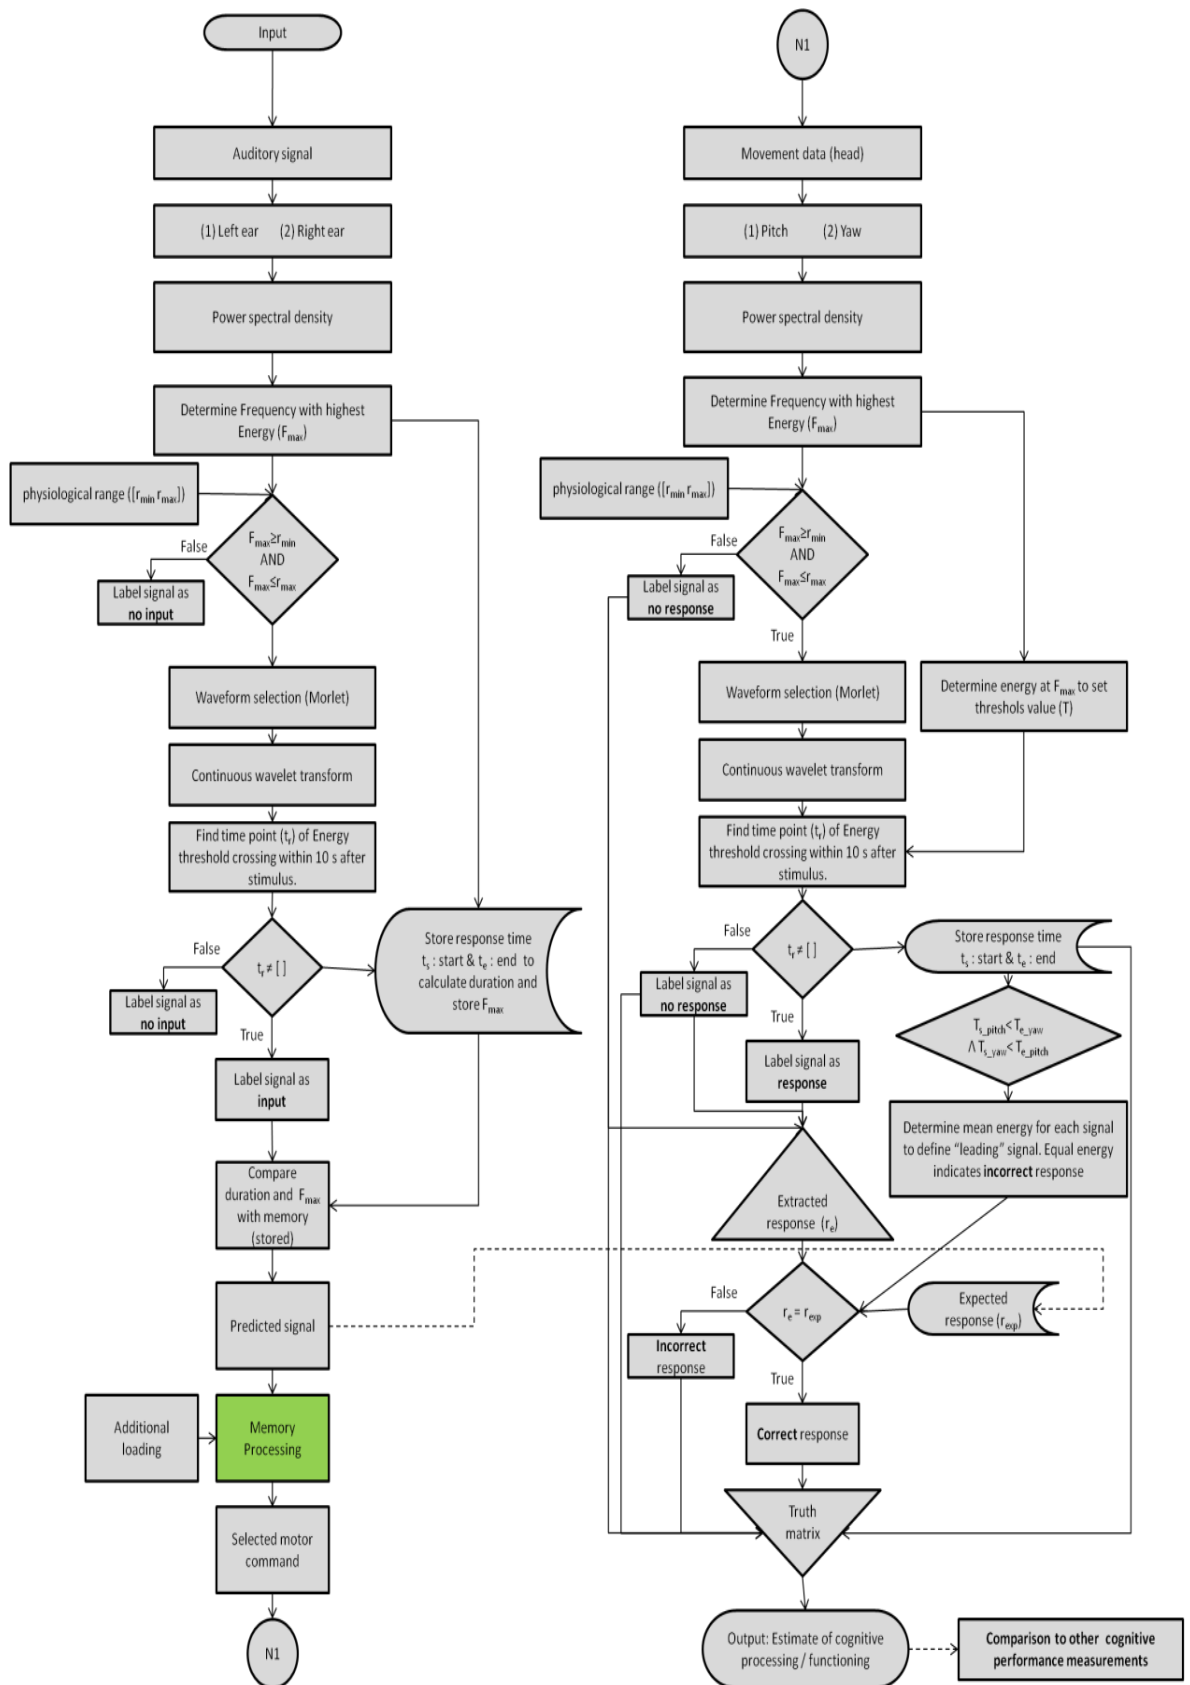 Input
Auditory signal
(1) Left ear (2) Right ear
Power spectral density
Determine Frequency with highest
Energy (Fmax)
physiological range ([rmin rmax])
Fmax≥rmin
AND
Fmax≤rmax
False
Label signal as
no input
Waveform selection (Morlet)
Continuous wavelet transform
Find time point (tr) of Energy
threshold crossing within 10 s after
stimulus.
tr ≠ [ ]
False
Label signal as
no input
True
Store response time
ts : start & te : end to
calculate duration and
store Fmax
Label signal as
input
Compare
duration and Fmax
with memory
(stored)
Predicted signal
Additional
loading
Memory
Processing
Selected motor
command
N1
N1
Movement data (head)
(1) Pitch (2) Yaw
Power spectral density
Determine Frequency with highest
Energy (Fmax)
physiological range ([rmin rmax])
Fmax≥rmin
AND
Fmax≤rmax
False
Label signal as
no response
True
Waveform selection (Morlet)
Determine energy at Fmax to set
threshols value (T)
Continuous wavelet transform
Find time point (tr) of Energy
threshold crossing within 10 s after
stimulus.
tr ≠ [ ]
False
Label signal as
no response
True
Store response time
ts : start & te : end
Ts_pitch< Te_yaw
Λ Ts_yaw< Te_pitch
Label signal as
response
Determine mean energy for each signal
to define “leading” signal. Equal energy
indicates incorrect response
Extracted
response (re)
re = rexp
False
Expected
response (rexp)
Incorrect
response
True
Correct response
Truth
matrix
Output: Estimate of cognitive
processing / functioning
Comparison to other cognitive
performance measurements